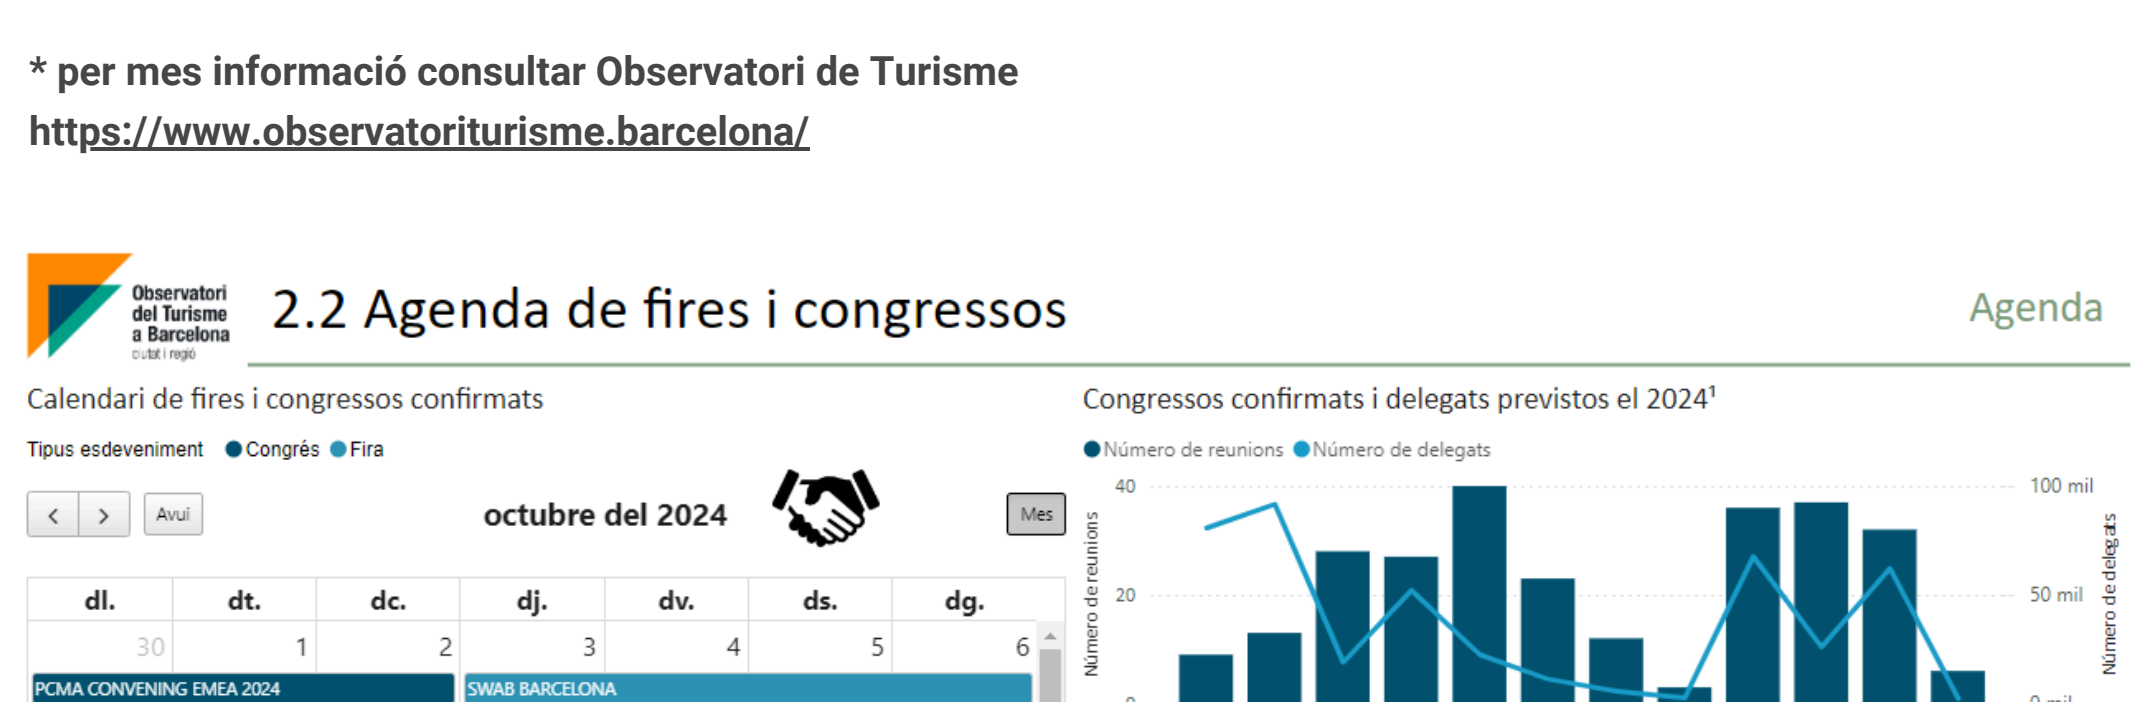 * per mes informació consultar Observatori de Turisme
https://www.observatoriturisme.barcelona/
Observatori
del Turisme
a Barcelona
ciutat i regió
2.2 Agenda de fires i congressos
Agenda
Calendari de fires i congressos confirmats
Tipus esdeveniment Congrés Fira
< > Avui
octubre del 2024
Mes
dl. dt. dc. dj. dv. ds. dg.
30 1 2 3 4 5 6
PCMA CONVENING EMEA 2024
SWAB BARCELONA
Congressos confirmats i delegats previstos el 2024¹
Número de reunions Número de delegats
40
20
0
Número de reunions
100 mil
50 mil
0 mil
Número de delegats